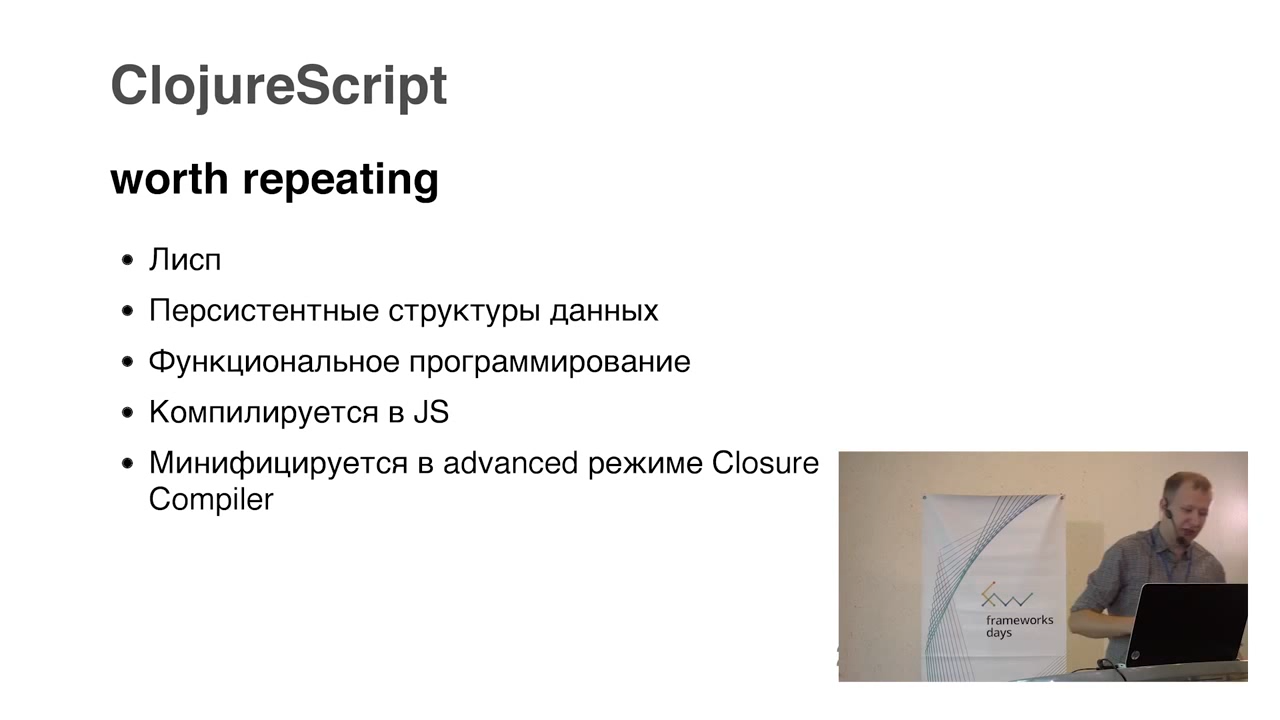 ClojureScript
worth repeating
• Лисп
• Персистентные структуры данных
• Функциональное программирование
• Компилируется в JS
• Минифицируется в advanced режиме Closure
Compiler
frameworks
days